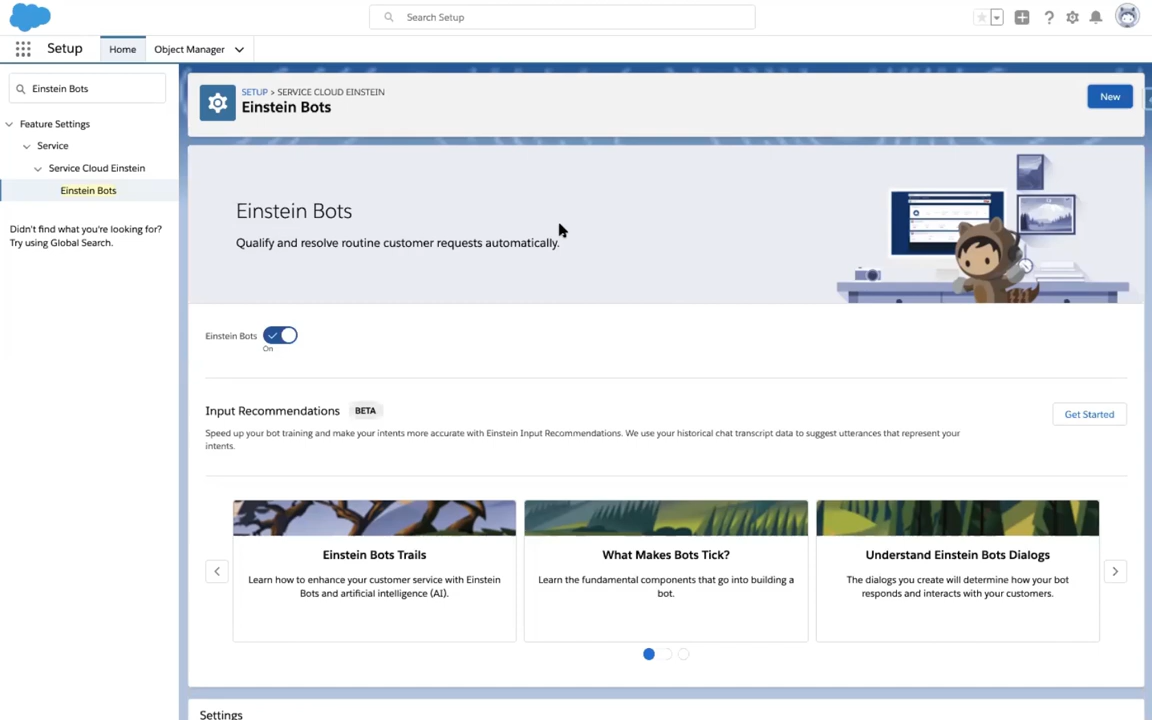 Search Setup
Setup
Home
Object Manager
Einstein Bots
Feature Settings
Service
Service Cloud Einstein
Einstein Bots
Didn't find what you're looking for?
Try using Global Search.
SETUP > SERVICE CLOUD EINSTEIN
Einstein Bots
New
Einstein Bots
Qualify and resolve routine customer requests automatically.
Einstein Bots
On
Input Recommendations BETA
Get Started
Speed up your bot training and make your intents more accurate with Einstein Input Recommendations. We use your historical chat transcript data to suggest utterances that represent your
intents.
Einstein Bots Trails
Learn how to enhance your customer service with Einstein
Bots and artificial intelligence (AI).
What Makes Bots Tick?
Learn the fundamental components that go into building a
bot.
Understand Einstein Bots Dialogs
The dialogs you create will determine how your bot
responds and interacts with your customers.
Settings